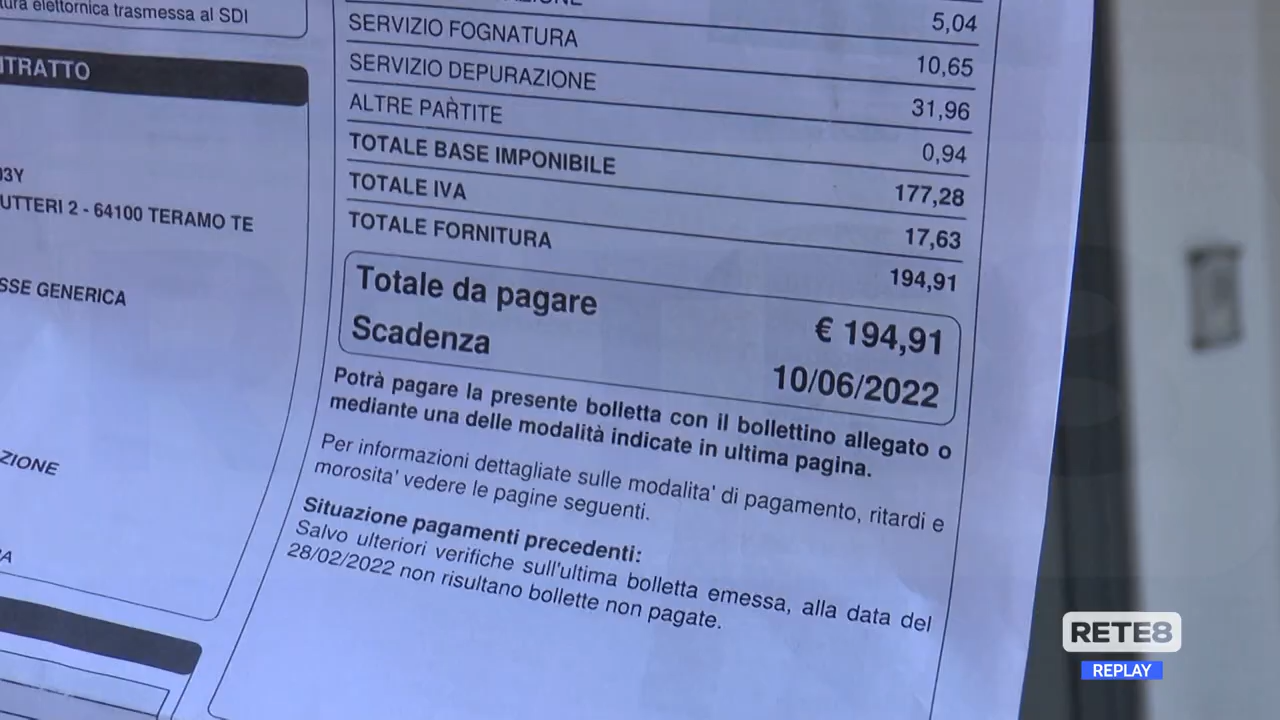 elettornica trasmessa al SDI
5,04
SERVIZIO FOGNATURA 10,65
SERVIZIO DEPURAZIONE 31,96
ALTRE PARTITE 0,94
TOTALE BASE IMPONIBILE 177,28
TOTALE IVA 17,63
TOTALE FORNITURA 194,91
Totale da pagare € 194,91
Scadenza 10/06/2022
Potrà pagare la presente bolletta con il bollettino allegato o
mediante una delle modalità indicate in ultima pagina.
Per informazioni dettagliate sulle modalita' di pagamento, ritardi e
morosita' vedere le pagine seguenti.
Situazione pagamenti precedenti:
Salvo ulteriori verifiche sull'ultima bolletta emessa, alla data del
28/02/2022 non risultano bollette non pagate.
NTRATTO
03Y
UTTERI 2 - 64100 TERAMO TE
SSE GENERICA
ZIONE
RETE8
REPLAY